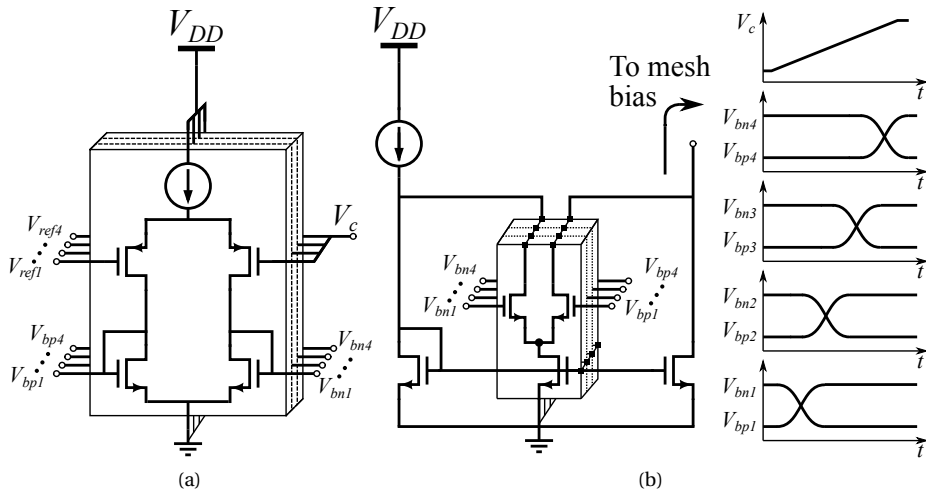 V_DD
V_ref4
V_ref1
V_c
V_bp4
V_bp1
V_bn4
V_bn1
(a)
V_DD
To mesh
bias
V_bn4
V_bn1
V_bp4
V_bp1
(b)
V_c
t
V_bn4
V_bp4
t
V_bn3
V_bp3
t
V_bn2
V_bp2
t
V_bn1
V_bp1
t